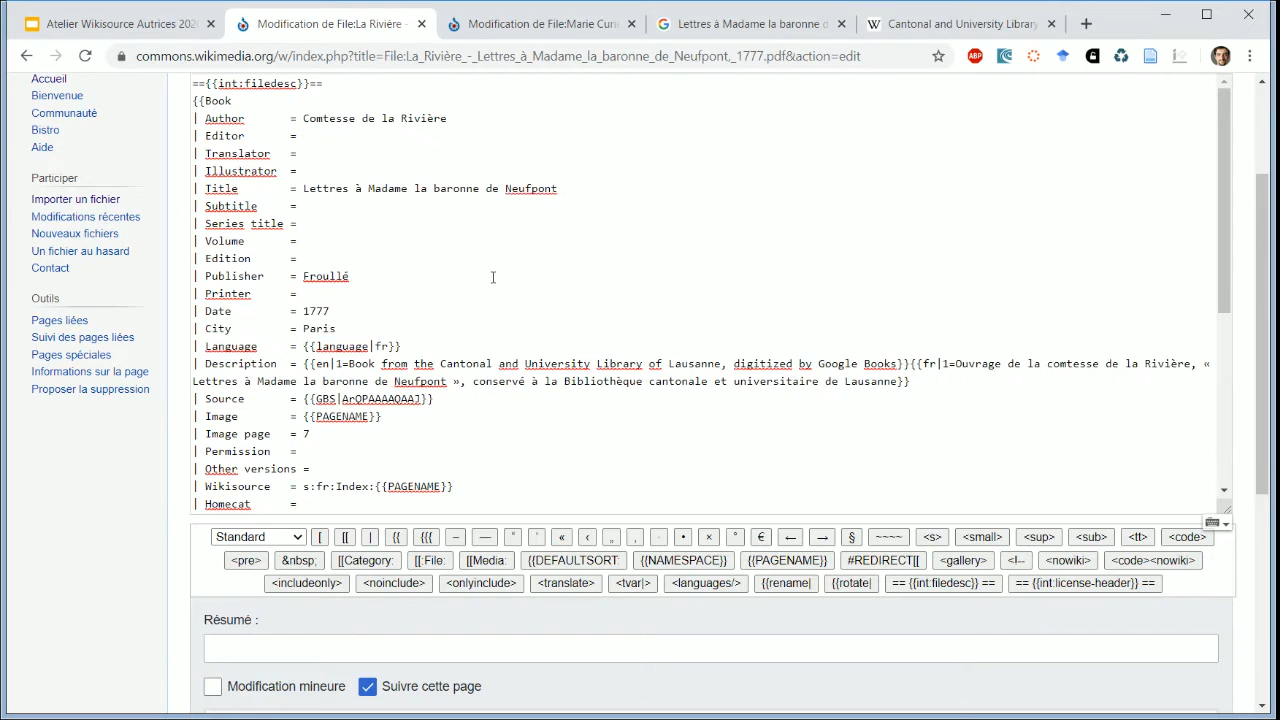 Atelier Wikisource Autrices 202
Modification de File:La Rivière -
Modification de File:Marie Curi
Lettres à Madame la baronne d
Cantonal and University Library
commons.wikimedia.org/w/index.php?title=File:La_Rivière_-_Lettres_à_Madame_la_baronne_de_Neufpont,_1777.pdf&action=edit
Accueil
Bienvenue
Communauté
Bistro
Aide
Participer
Importer un fichier
Modifications récentes
Nouveaux fichiers
Un fichier au hasard
Contact
Outils
Pages liées
Suivi des pages liées
Pages spéciales
Informations sur la page
Proposer la suppression
=={{int:filedesc}}==
{{Book
| Author = Comtesse de la Rivière
| Editor =
| Translator =
| Illustrator =
| Title = Lettres à Madame la baronne de Neufpont
| Subtitle =
| Series title =
| Volume =
| Edition =
| Publisher = Froullé
| Printer =
| Date = 1777
| City = Paris
| Language = {{language|fr}}
| Description = {{en|1=Book from the Cantonal and University Library of Lausanne, digitized by Google Books}}{{fr|1=Ouvrage de la comtesse de la Rivière, «
Lettres à Madame la baronne de Neufpont », conservé à la Bibliothèque cantonale et universitaire de Lausanne}}
| Source = {{GBS|ArQPAAAAQAAJ}}
| Image = {{PAGENAME}}
| Image page = 7
| Permission =
| Other versions =
| Wikisource = s:fr:Index:{{PAGENAME}}
| Homecat =
Standard [ [[ | {{ {{{ – — “ ‘ « ‹ „ ‚ · • × ° € ← → § ~~~~ <s> <small> <sup> <sub> <tt> <code>
<pre> &nbsp; [[Category: [[File: [[Media: {{DEFAULTSORT: {{NAMESPACE}} {{PAGENAME}} #REDIRECT[[ <gallery> <!-- <nowiki> <code><nowiki>
<includeonly> <noinclude> <onlyinclude> <translate> <tvar| <languages/> {{rename| {{rotate| == {{int:filedesc}} == == {{int:license-header}} ==
Résumé :
Modification mineure Suivre cette page